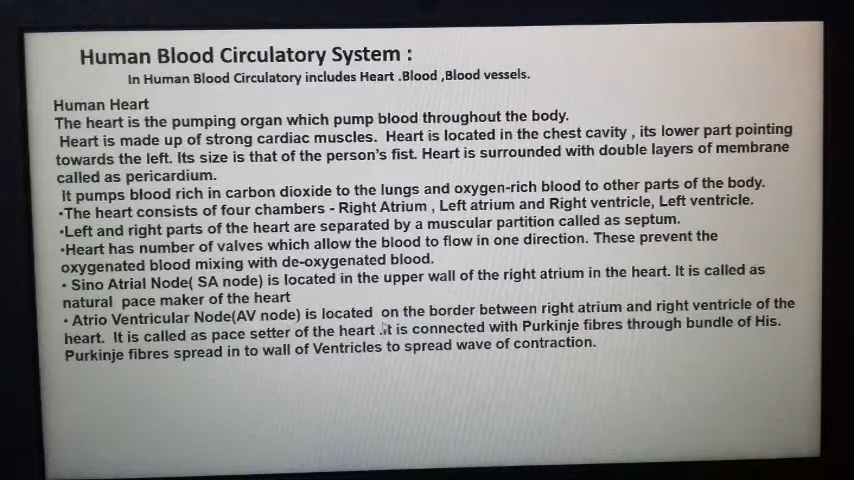 Human Blood Circulatory System :
In Human Blood Circulatory includes Heart .Blood ,Blood vessels.
Human Heart
The heart is the pumping organ which pump blood throughout the body.
Heart is made up of strong cardiac muscles. Heart is located in the chest cavity , its lower part pointing
towards the left. Its size is that of the person's fist. Heart is surrounded with double layers of membrane
called as pericardium.
It pumps blood rich in carbon dioxide to the lungs and oxygen-rich blood to other parts of the body.
•The heart consists of four chambers - Right Atrium , Left atrium and Right ventricle, Left ventricle.
•Left and right parts of the heart are separated by a muscular partition called as septum.
•Heart has number of valves which allow the blood to flow in one direction. These prevent the
oxygenated blood mixing with de-oxygenated blood.
• Sino Atrial Node( SA node) is located in the upper wall of the right atrium in the heart. It is called as
natural pace maker of the heart
• Atrio Ventricular Node(AV node) is located on the border between right atrium and right ventricle of the
heart. It is called as pace setter of the heart .it is connected with Purkinje fibres through bundle of His.
Purkinje fibres spread in to wall of Ventricles to spread wave of contraction.